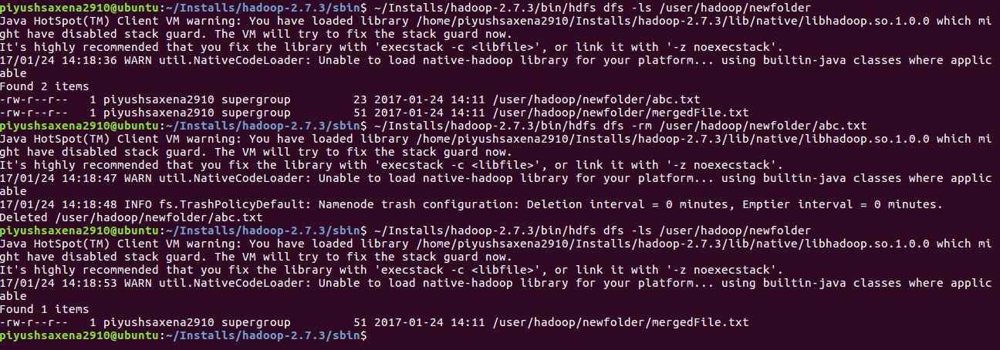 piyushsaxena2910@ubuntu:~/Installs/hadoop-2.7.3/sbin$ ~/Installs/hadoop-2.7.3/bin/hdfs dfs -ls /user/hadoop/newfolder
Java HotSpot(TM) Client VM warning: You have loaded library /home/piyushsaxena2910/Installs/hadoop-2.7.3/lib/native/libhadoop.so.1.0.0 which mi
ght have disabled stack guard. The VM will try to fix the stack guard now.
It's highly recommended that you fix the library with 'execstack -c <libfile>', or link it with '-z noexecstack'.
17/01/24 14:18:36 WARN util.NativeCodeLoader: Unable to load native-hadoop library for your platform... using builtin-java classes where applic
able
Found 2 items
-rw-r--r--   1 piyushsaxena2910 supergroup         23 2017-01-24 14:11 /user/hadoop/newfolder/abc.txt
-rw-r--r--   1 piyushsaxena2910 supergroup         51 2017-01-24 14:11 /user/hadoop/newfolder/mergedFile.txt
piyushsaxena2910@ubuntu:~/Installs/hadoop-2.7.3/sbin$ ~/Installs/hadoop-2.7.3/bin/hdfs dfs -rm /user/hadoop/newfolder/abc.txt
Java HotSpot(TM) Client VM warning: You have loaded library /home/piyushsaxena2910/Installs/hadoop-2.7.3/lib/native/libhadoop.so.1.0.0 which mi
ght have disabled stack guard. The VM will try to fix the stack guard now.
It's highly recommended that you fix the library with 'execstack -c <libfile>', or link it with '-z noexecstack'.
17/01/24 14:18:47 WARN util.NativeCodeLoader: Unable to load native-hadoop library for your platform... using builtin-java classes where applic
able
17/01/24 14:18:48 INFO fs.TrashPolicyDefault: Namenode trash configuration: Deletion interval = 0 minutes, Emptier interval = 0 minutes.
Deleted /user/hadoop/newfolder/abc.txt
piyushsaxena2910@ubuntu:~/Installs/hadoop-2.7.3/sbin$ ~/Installs/hadoop-2.7.3/bin/hdfs dfs -ls /user/hadoop/newfolder
Java HotSpot(TM) Client VM warning: You have loaded library /home/piyushsaxena2910/Installs/hadoop-2.7.3/lib/native/libhadoop.so.1.0.0 which mi
ght have disabled stack guard. The VM will try to fix the stack guard now.
It's highly recommended that you fix the library with 'execstack -c <libfile>', or link it with '-z noexecstack'.
17/01/24 14:18:53 WARN util.NativeCodeLoader: Unable to load native-hadoop library for your platform... using builtin-java classes where applic
able
Found 1 items
-rw-r--r--   1 piyushsaxena2910 supergroup         51 2017-01-24 14:11 /user/hadoop/newfolder/mergedFile.txt
piyushsaxena2910@ubuntu:~/Installs/hadoop-2.7.3/sbin$